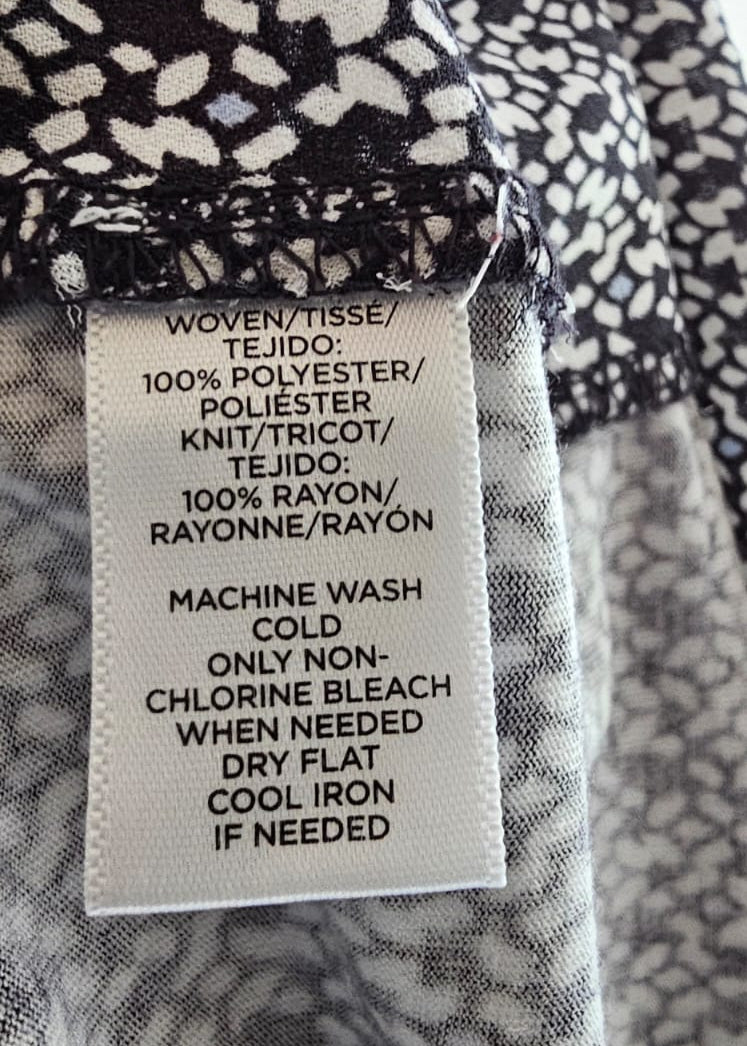 WOVEN/TISSÉ/
TEJIDO:
100% POLYESTER/
POLIÉSTER
KNIT/TRICOT/
TEJIDO:
100% RAYON/
RAYONNE/RAYÓN
MACHINE WASH
COLD
ONLY NON-
CHLORINE BLEACH
WHEN NEEDED
DRY FLAT
COOL IRON
IF NEEDED